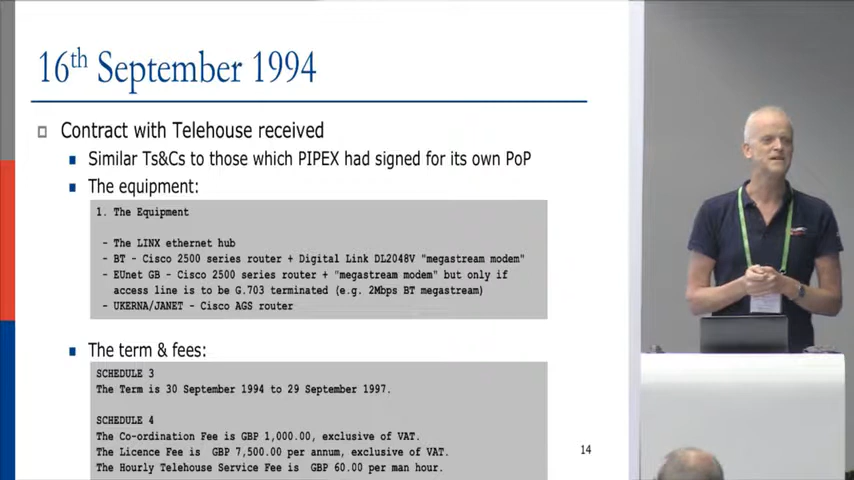 16th September 1994
Contract with Telehouse received
Similar Ts&Cs to those which PIPEX had signed for its own PoP
The equipment:
1. The Equipment
- The LINX ethernet hub
- BT - Cisco 2500 series router + Digital Link DL2048V "megastream modem"
- EUnet GB - Cisco 2500 series router + "megastream modem" but only if
access line is to be G.703 terminated (e.g. 2Mbps BT megastream)
- UKERNA/JANET - Cisco AGS router
The term & fees:
SCHEDULE 3
The Term is 30 September 1994 to 29 September 1997.
SCHEDULE 4
The Co-ordination Fee is GBP 1,000.00, exclusive of VAT.
The Licence Fee is GBP 7,500.00 per annum, exclusive of VAT.
The Hourly Telehouse Service Fee is GBP 60.00 per man hour.
14